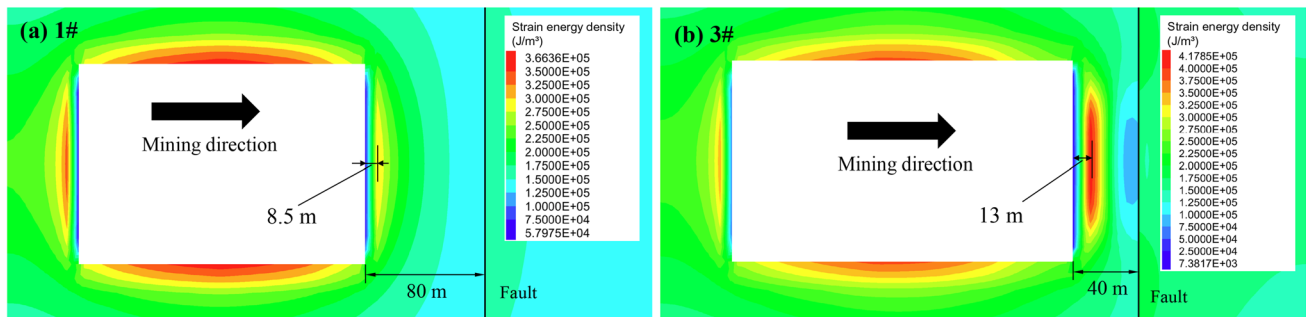 (a) 1#
Mining direction
8.5 m
80 m
Fault
Strain energy density
(J/m³)
3.6636E+05
3.5000E+05
3.2500E+05
3.0000E+05
2.7500E+05
2.5000E+05
2.2500E+05
2.0000E+05
1.7500E+05
1.5000E+05
1.2500E+05
1.0000E+05
7.5000E+04
5.7975E+04
(b) 3#
Mining direction
13 m
40 m
Fault
Strain energy density
(J/m³)
4.1785E+05
4.0000E+05
3.7500E+05
3.5000E+05
3.2500E+05
3.0000E+05
2.7500E+05
2.5000E+05
2.2500E+05
2.0000E+05
1.7500E+05
1.5000E+05
1.2500E+05
1.0000E+05
7.5000E+04
5.0000E+04
2.5000E+04
7.3817E+03